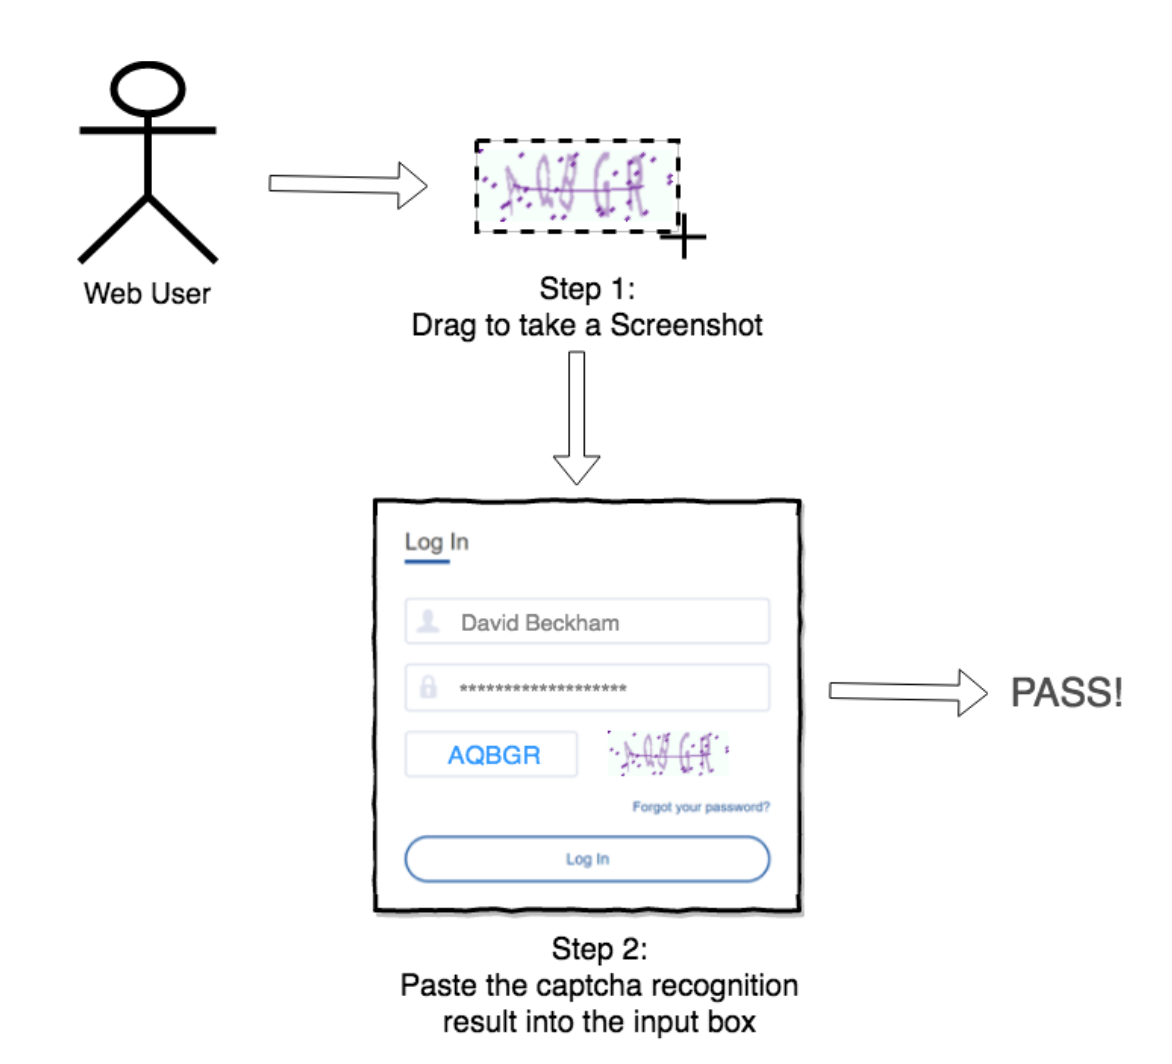 AQBGR
Web User
Step 1:
Drag to take a Screenshot
Log In
David Beckham
*******************
AQBGR
AQBGR
Forgot your password?
Log In
PASS!
Step 2:
Paste the captcha recognition
result into the input box